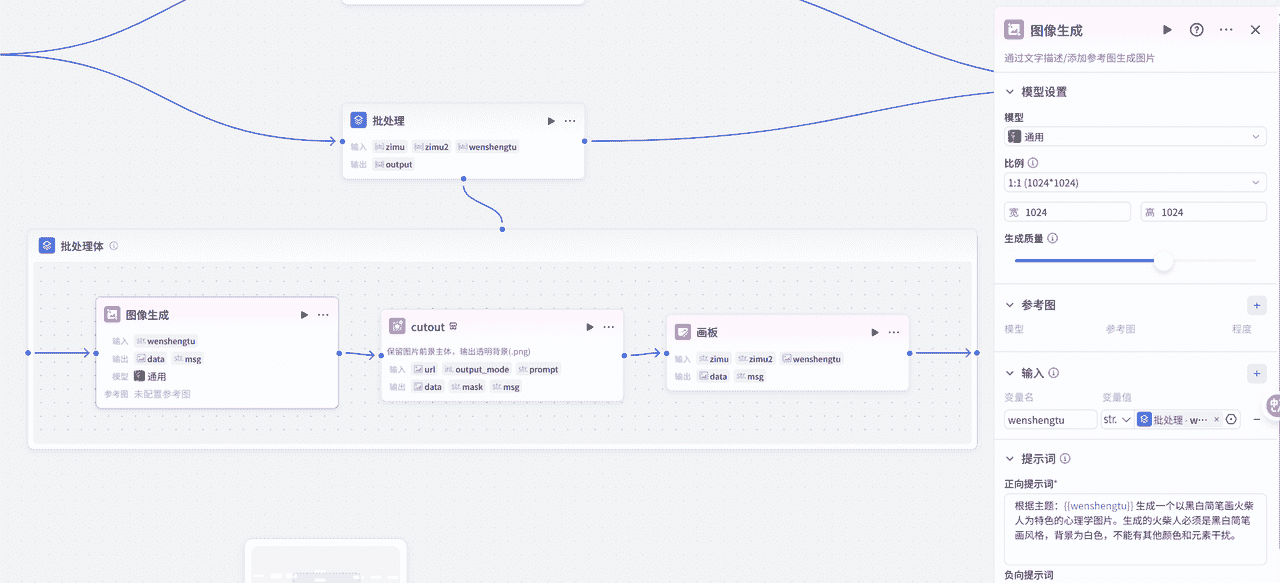 批处理
输入 zimu zimu2 wenshengtu
输出 output
批处理体
图像生成
输入 str. wenshengtu
输出 data str. msg
模型 通用
参考图 未配置参考图
cutout
保留图片前景主体，输出透明背景(.png)
输入 url output_mode str. prompt
输出 data str. mask str. msg
画板
输入 str. zimu str. zimu2 wenshengtu
输出 data str. msg
图像生成
通过文字描述/添加参考图生成图片
模型设置
模型
通用
比例
1:1 (1024*1024)
宽 1024 高 1024
生成质量
参考图
模型 参考图 程度
输入
变量名 变量值
wenshengtu str. 批处理 · w···
提示词
正向提示词*
根据主题：{{wenshengtu}} 生成一个以黑白简笔画火柴
人为特色的心理学图片。生成的火柴人必须是黑白简笔
画风格，背景为白色，不能有其他颜色和元素干扰。
负向提示词